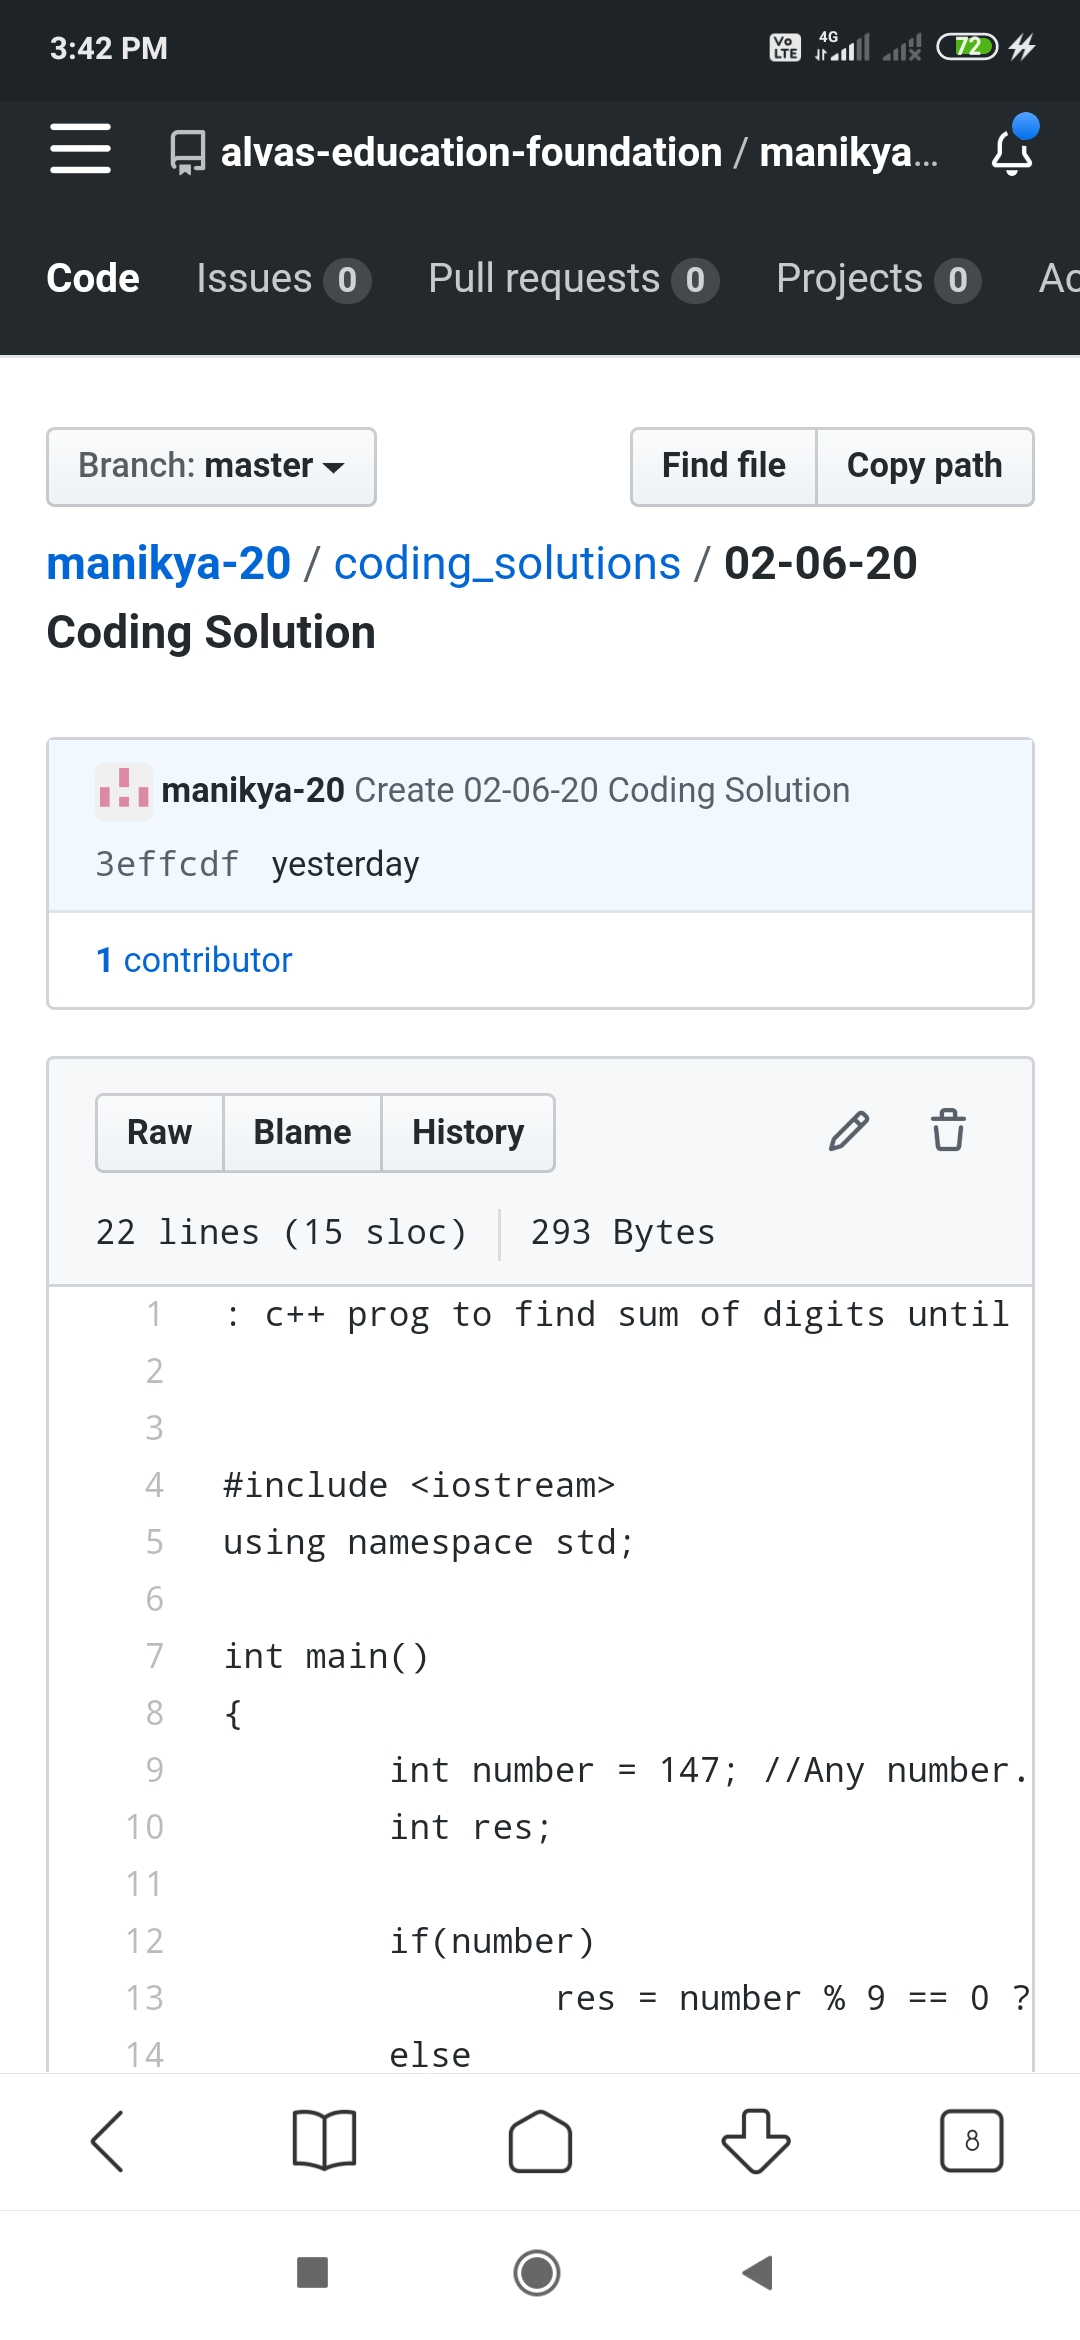 3:42 PM
Vo LTE 4G 72
alvas-education-foundation / manikya...
Code Issues 0 Pull requests 0 Projects 0 Ac
Branch: master Find file Copy path
manikya-20 / coding_solutions / 02-06-20
Coding Solution
manikya-20 Create 02-06-20 Coding Solution
3effcdf yesterday
1 contributor
Raw Blame History
22 lines (15 sloc) 293 Bytes
1 : c++ prog to find sum of digits until
2
3
4 #include <iostream>
5 using namespace std;
6
7 int main()
8 {
9 int number = 147; //Any number.
10 int res;
11
12 if(number)
13 res = number % 9 == 0 ?
14 else
8